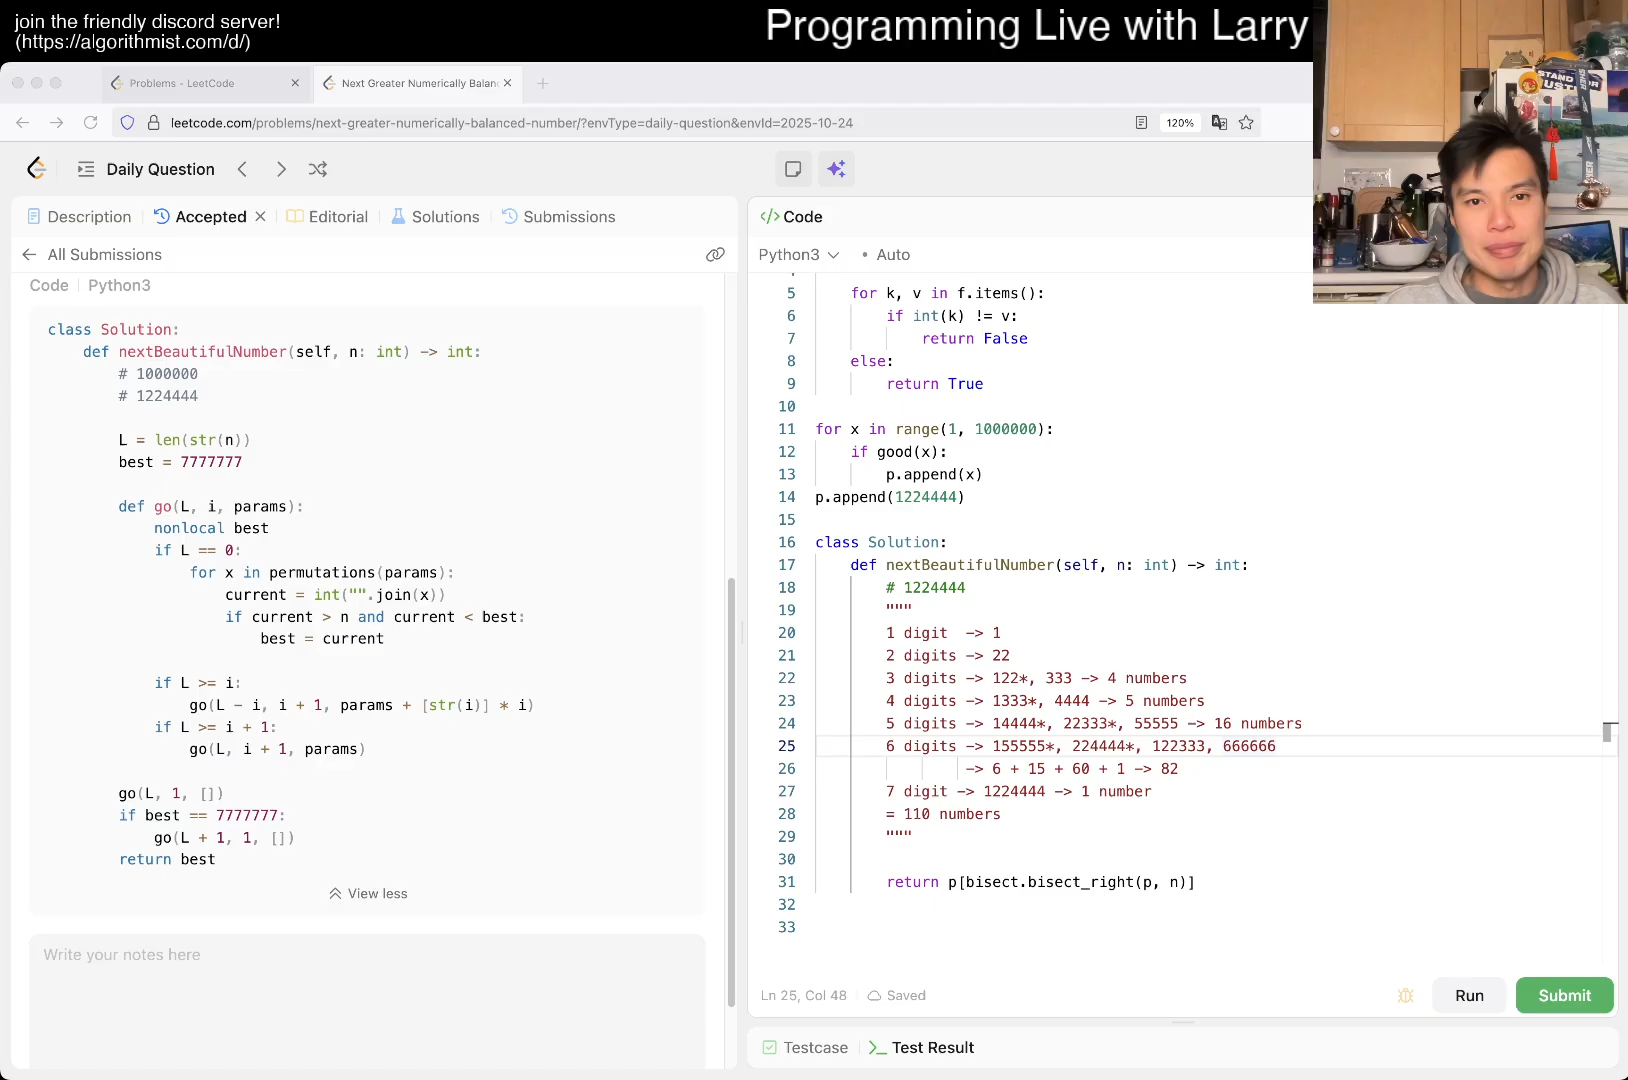 join the friendly discord server!
(https://algorithmist.com/d/)
Programming Live with Larry
STAND
Problems - LeetCode
Next Greater Numerically Balanc
leetcode.com/problems/next-greater-numerically-balanced-number/?envType=daily-question&envId=2025-10-24
120%
Daily Question
Description
Accepted
Editorial
Solutions
Submissions
All Submissions
Code
Python3
class Solution:
def nextBeautifulNumber(self, n: int) -> int:
# 1000000
# 1224444
L = len(str(n))
best = 7777777
def go(L, i, params):
nonlocal best
if L == 0:
for x in permutations(params):
current = int("".join(x))
if current > n and current < best:
best = current
if L >= i:
go(L - i, i + 1, params + [str(i)] * i)
if L >= i + 1:
go(L, i + 1, params)
go(L, 1, [])
if best == 7777777:
go(L + 1, 1, [])
return best
View less
Write your notes here
</> Code
Python3
Auto
5 for k, v in f.items():
6 if int(k) != v:
7 return False
8 else:
9 return True
10
11 for x in range(1, 1000000):
12 if good(x):
13 p.append(x)
14 p.append(1224444)
15
16 class Solution:
17 def nextBeautifulNumber(self, n: int) -> int:
18 # 1224444
19 """
20 1 digit -> 1
21 2 digits -> 22
22 3 digits -> 122*, 333 -> 4 numbers
23 4 digits -> 1333*, 4444 -> 5 numbers
24 5 digits -> 14444*, 22333*, 55555 -> 16 numbers
25 6 digits -> 155555*, 224444*, 122333, 666666
26 -> 6 + 15 + 60 + 1 -> 82
27 7 digit -> 1224444 -> 1 number
28 = 110 numbers
29 """
30
31 return p[bisect.bisect_right(p, n)]
32
33
Ln 25, Col 48
Saved
Run
Submit
Testcase
Test Result